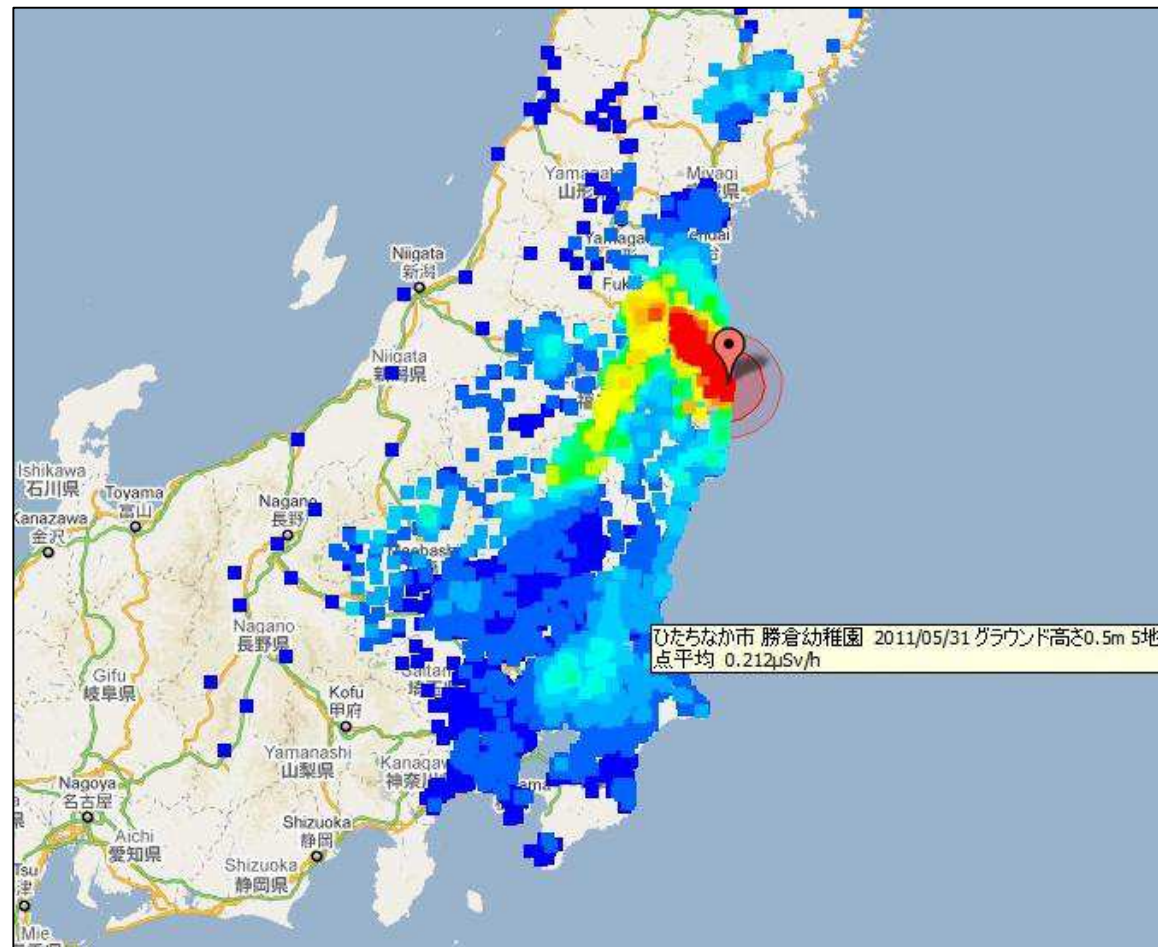 Yamagata
山形
Miyagi
Niigata
新潟
Niigata
新潟県
Ishikawa
石川県
Toyama
富山
Kanazawa
金沢
Nagano
長野
Nagano
長野県
ひたちなか市 勝倉幼稚園 2011/05/31 グラウンド高さ0.5m 5地
点平均 0.212μSv/h
Gifu
岐阜県
Kofu
甲府
Yamanashi
山梨県
Kanagaw
神奈川
Nagoya
名古屋
Aichi
愛知県
Shizuoka
静岡
Shizuoka
静岡県
Tsu
津
Mie